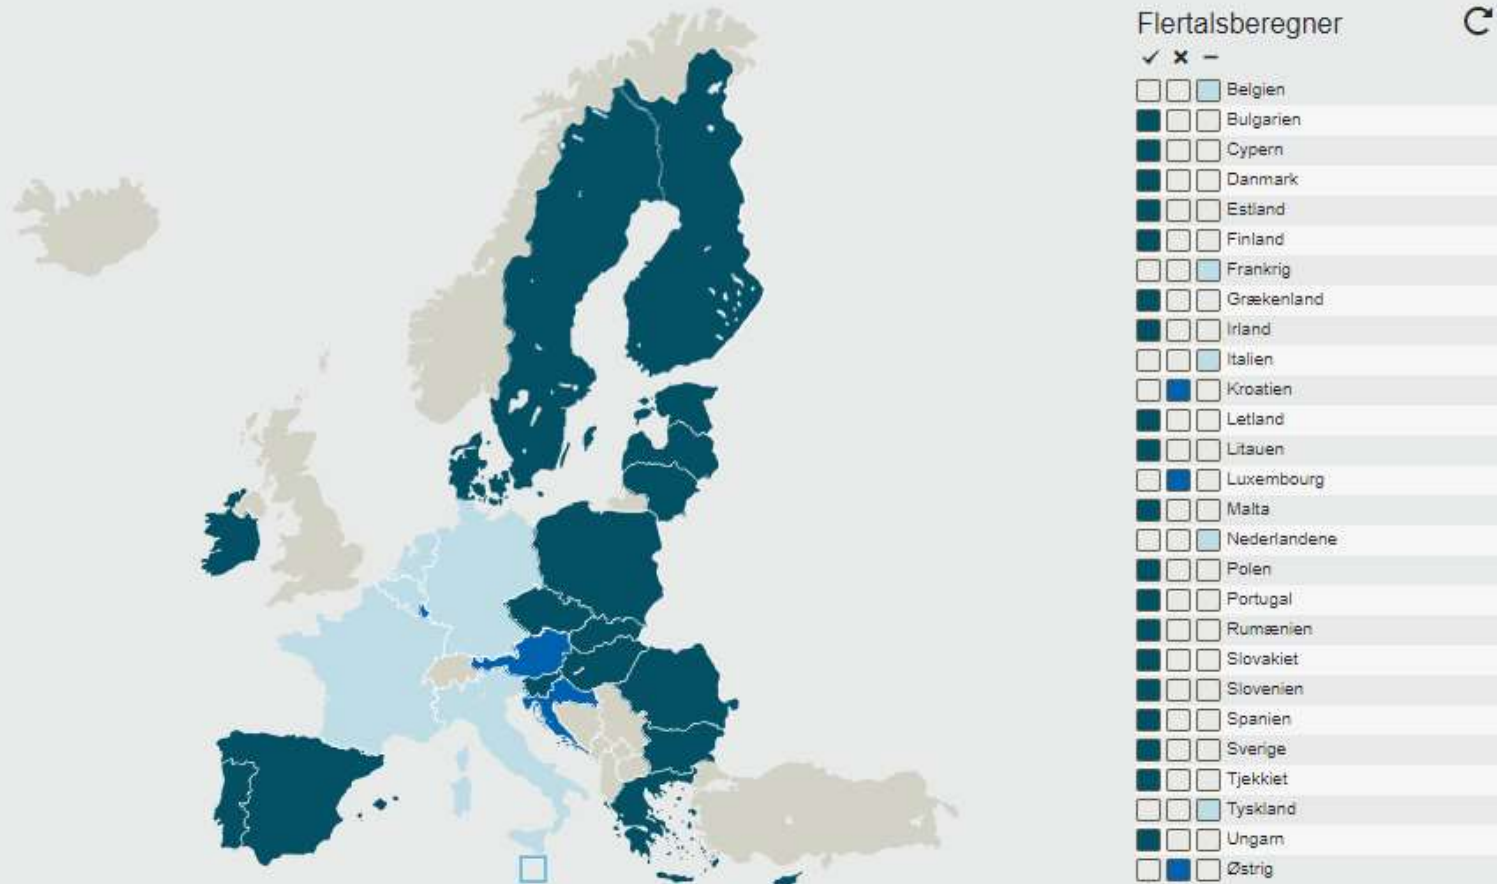 Flertalsberegner
Belgien
Bulgarien
Cypern
Danmark
Estland
Finland
Frankrig
Grækenland
Irland
Italien
Kroatien
Letland
Litauen
Luxembourg
Malta
Nederlandene
Polen
Portugal
Rumænien
Slovakiet
Slovenien
Spanien
Sverige
Tjekkiet
Tyskland
Ungarn
Østrig